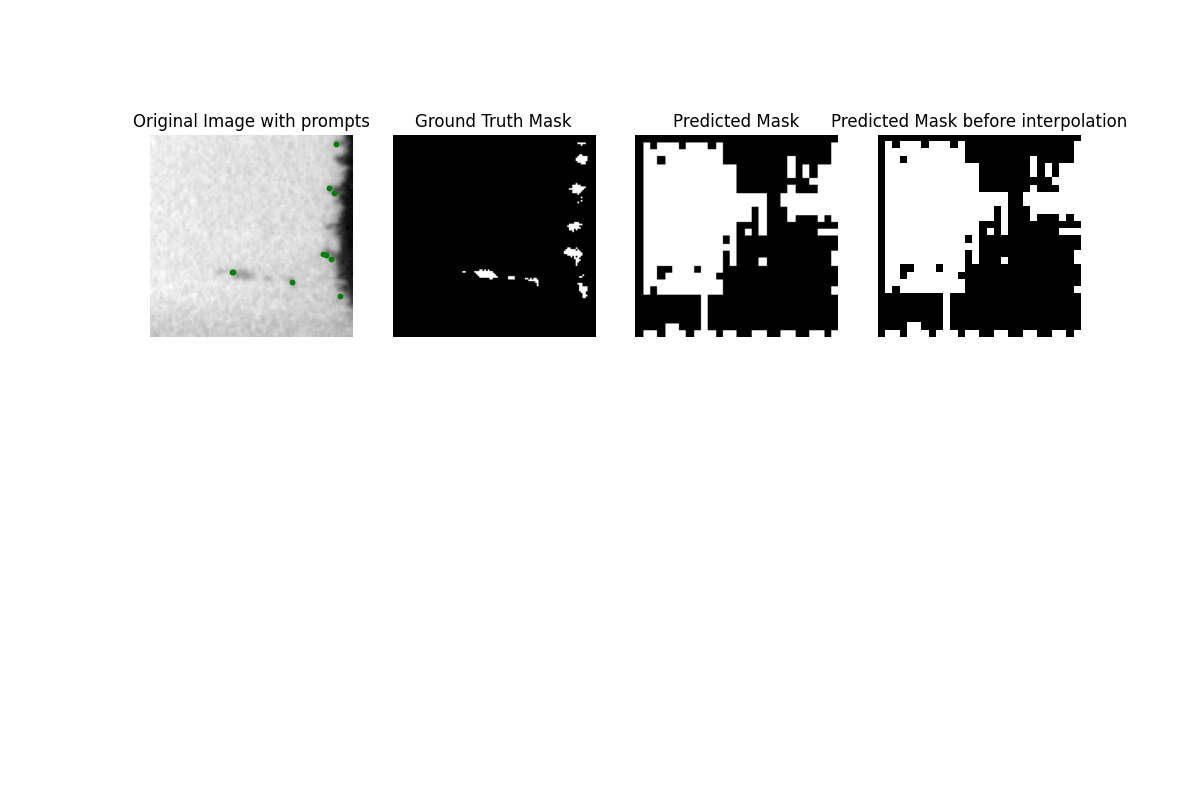 Original Image with prompts
Ground Truth Mask
Predicted Mask
Predicted Mask before interpolation